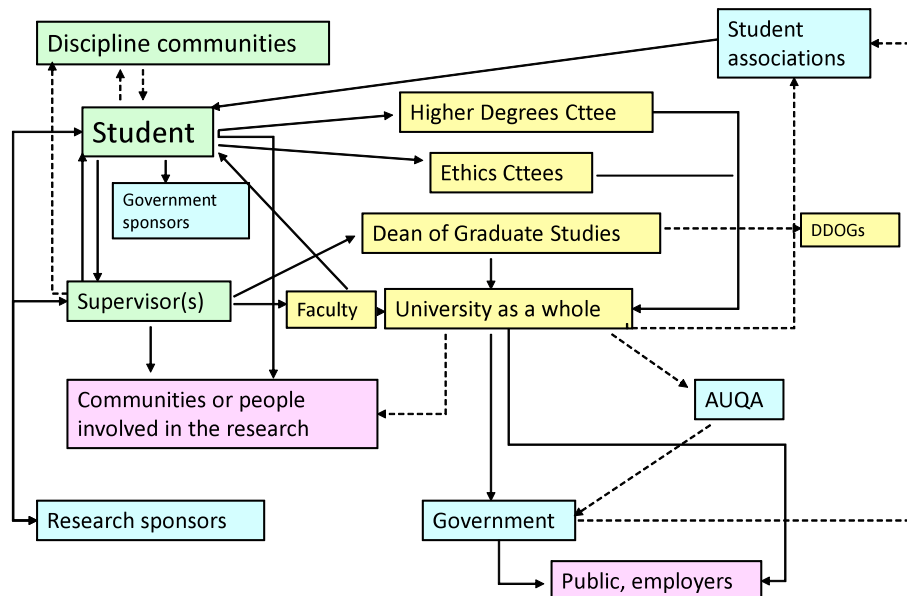 Discipline communities
Student
associations
Student
Higher Degrees Cttee
Ethics Cttees
Government
sponsors
Dean of Graduate Studies
DDOGs
Supervisor(s)
Faculty
University as a whole
Communities or people
involved in the research
AUQA
Research sponsors
Government
Public, employers